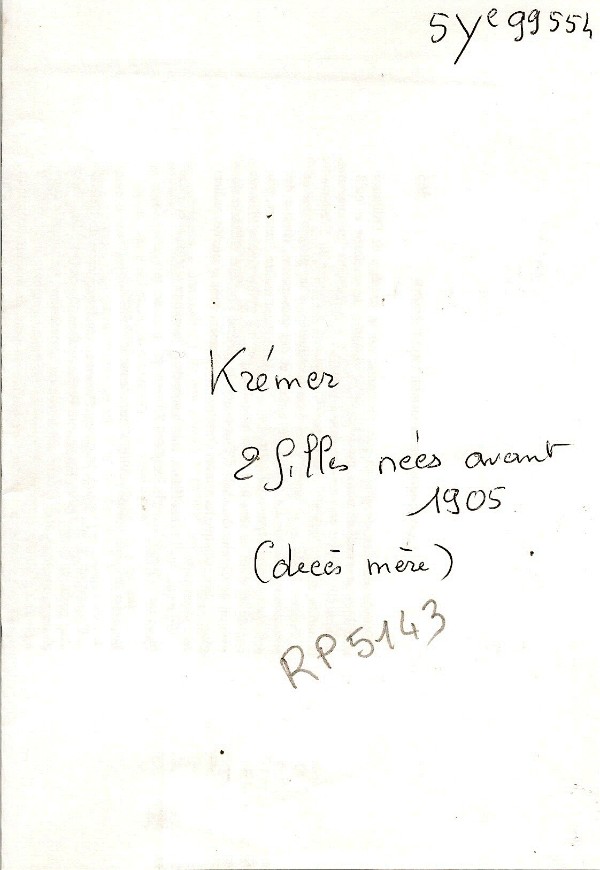 5Ye 99554
Krémer
2 filles nées avant
1905
(decès mère)
RP5143